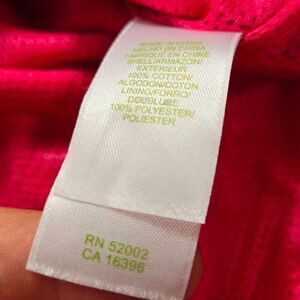 MADE IN CHINA
HECHO EN CHINA
FABRIQUE EN CHINE
SHELL/ARMAZON/
EXTERIEUR
100% COTTON/
ALGODON/COTON
LINING/FORRO/
DOUBLURE
100% POLYESTER/
POLIESTER
RN 52002
CA 16396